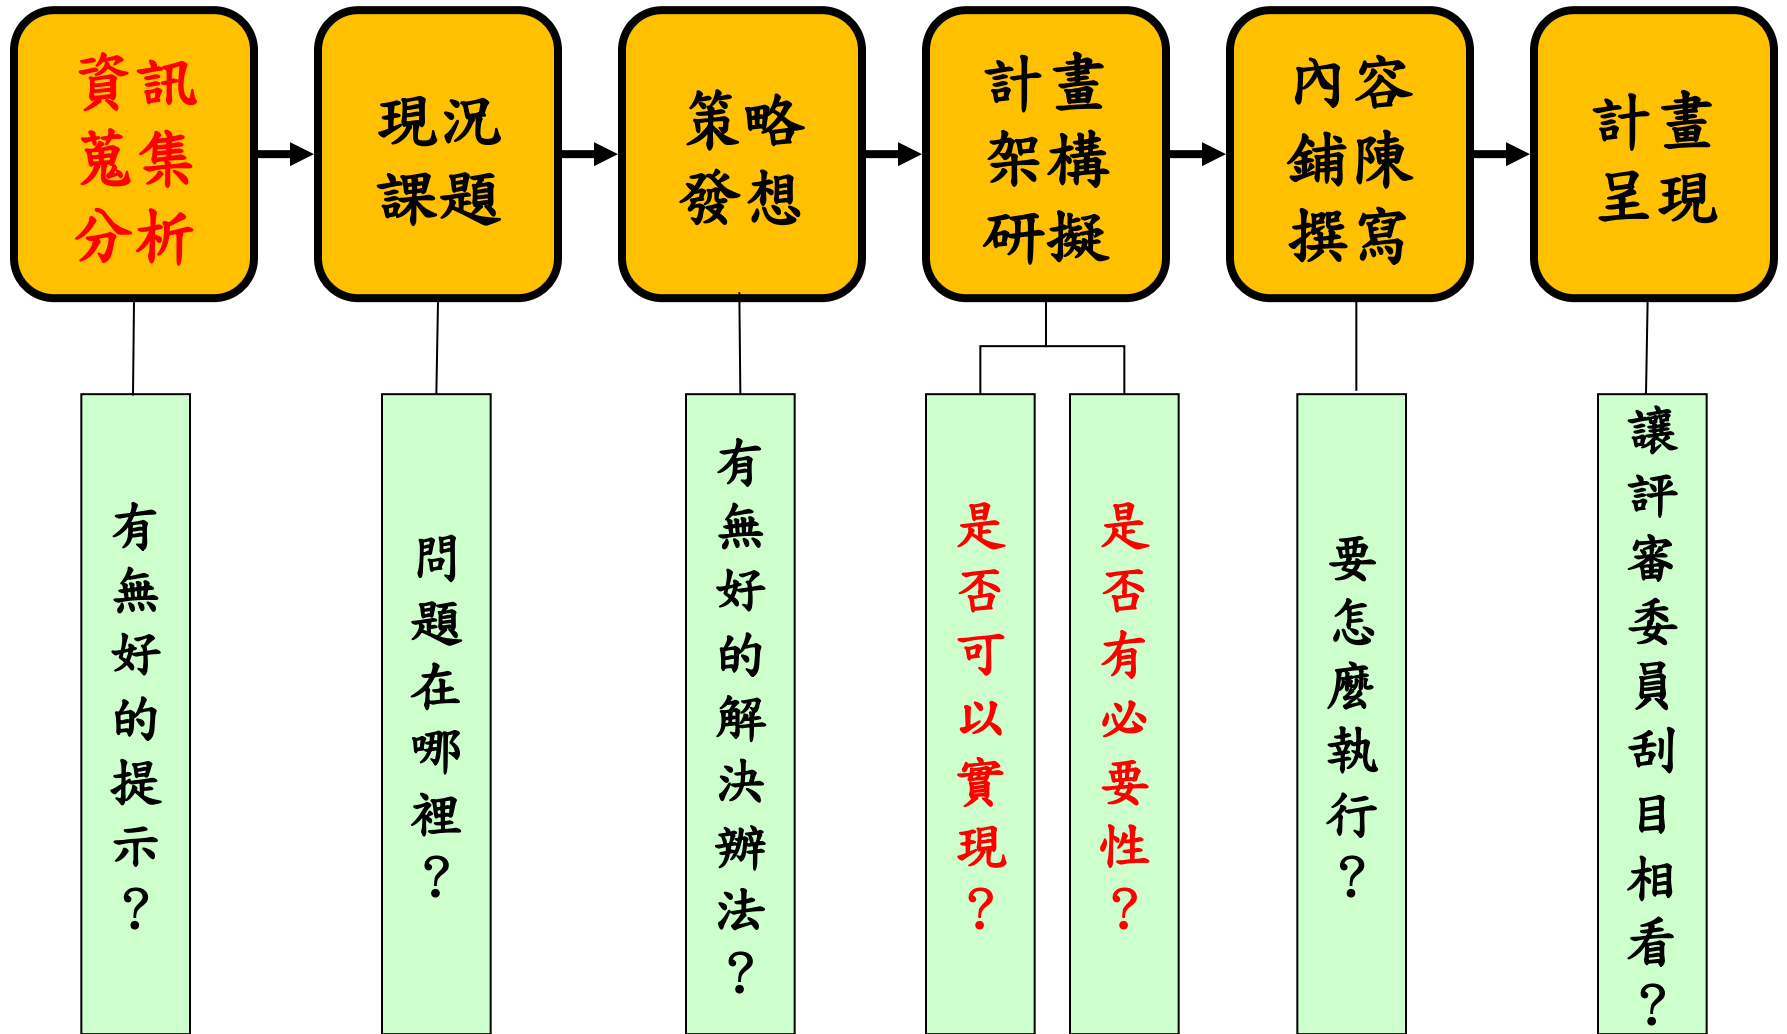 資訊
蒐集
分析
現況
課題
策略
發想
計畫
架構
研擬
內容
鋪陳
撰寫
計畫
呈現
有無好的提示？
問題在哪裡？
有無好的解決辦法？
是否可以實現？
是否有必要性？
要怎麼執行？
讓評審委員刮目相看？